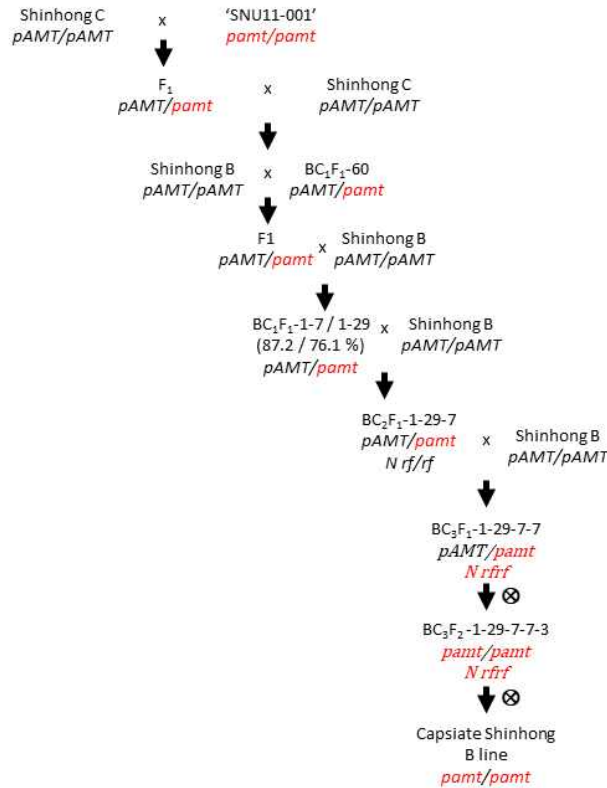 Shinhong C x 'SNU11-001'
pAMT/pAMT pamt/pamt
F₁ x Shinhong C
pAMT/pamt pAMT/pAMT
Shinhong B x BC₁F₁-60
pAMT/pAMT pAMT/pamt
F1 x Shinhong B
pAMT/pamt pAMT/pAMT
BC₁F₁-1-7 / 1-29 x Shinhong B
(87.2 / 76.1 %) pAMT/pAMT
pAMT/pamt
BC₂F₁-1-29-7
pAMT/pamt x Shinhong B
N rf/rf pAMT/pAMT
BC₃F₁-1-29-7-7
pAMT/pamt
N rfrf
BC₃F₂-1-29-7-7-3
pamt/pamt
N rfrf
Capsiate Shinhong
B line
pamt/pamt